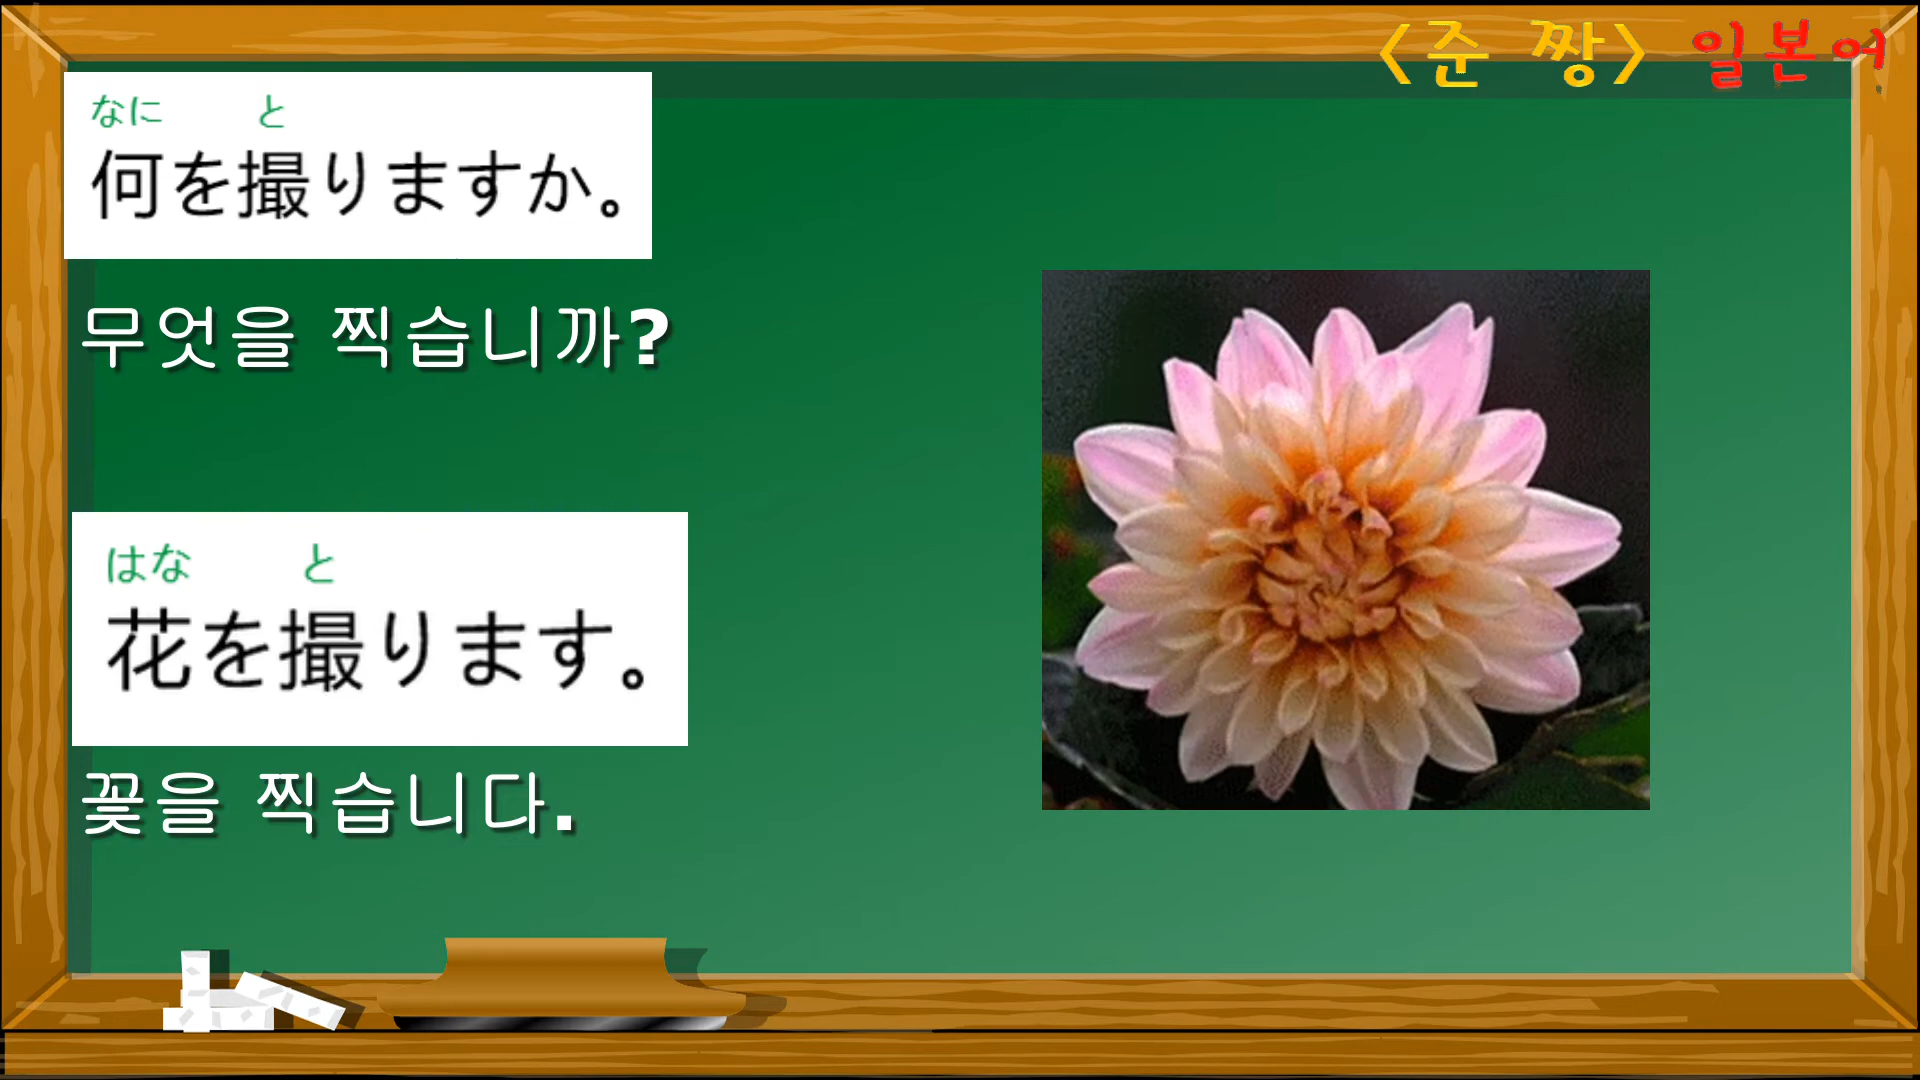 <준 짱> 일본어
なに と
何を撮りますか。
무엇을 찍습니까?
はな と
花を撮ります。
꽃을 찍습니다.